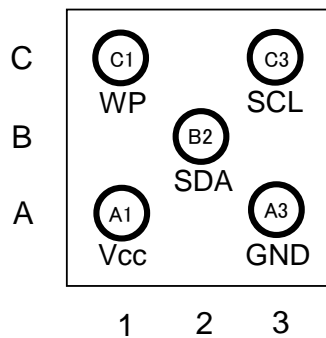 C C1 C3
WP SCL
B B2
SDA
A A1 A3
Vcc GND
1 2 3